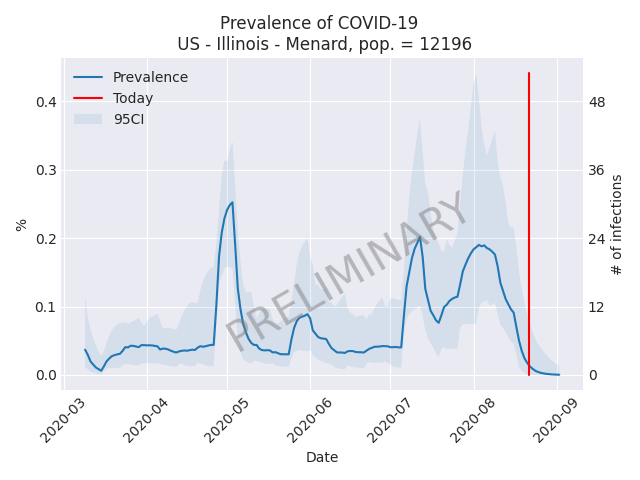 Prevalence of COVID-19
US - Illinois - Menard, pop. = 12196
Prevalence
Today
95CI
PRELIMINARY
%
0.4
0.3
0.2
0.1
0.0
48
36
24
12
0
# of infections
2020-03
2020-04
2020-05
2020-06
2020-07
2020-08
2020-09
Date